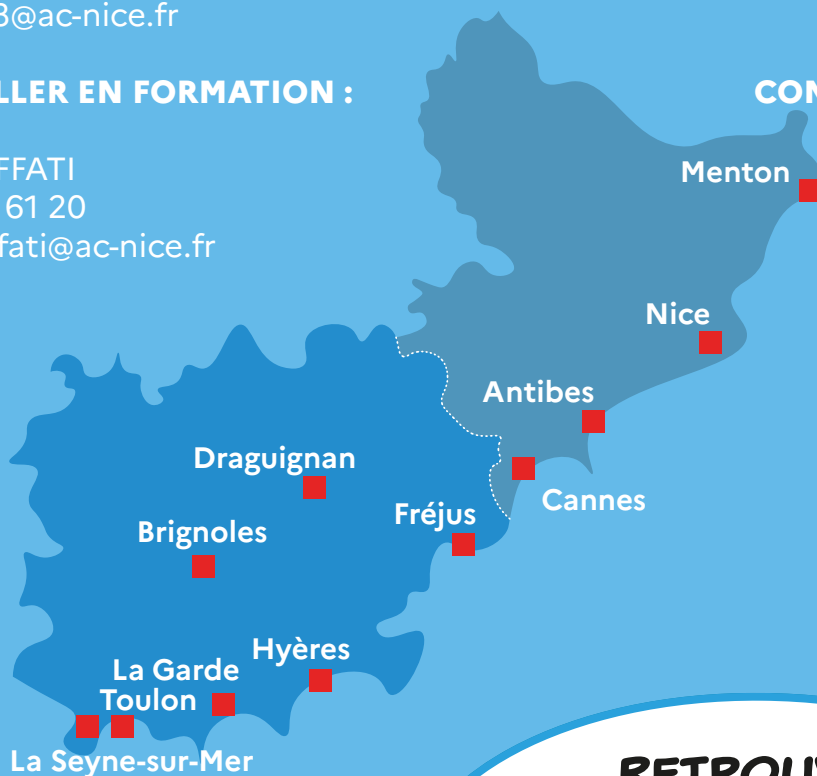 3@ac-nice.fr
LLER EN FORMATION :
CON
FFATI
61 20
fati@ac-nice.fr
Menton
Nice
Antibes
Cannes
Draguignan
Fréjus
Brignoles
Hyères
La Garde
Toulon
La Seyne-sur-Mer
RETROUV